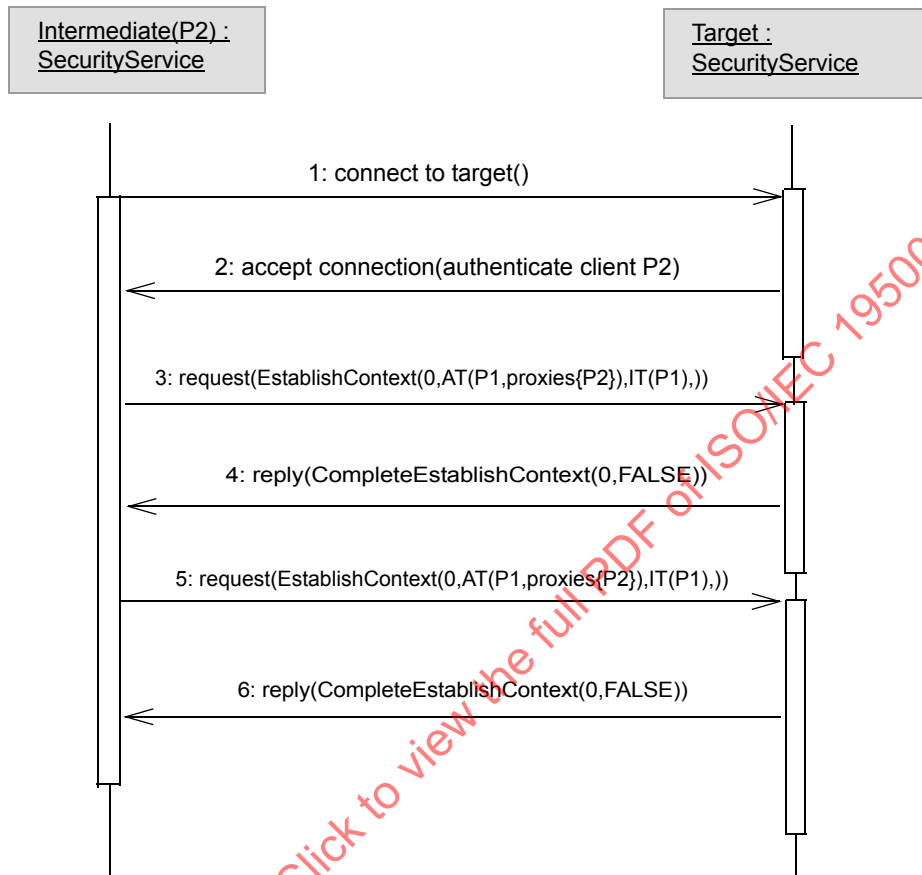 Intermediate(P2) :
SecurityService
Target :
SecurityService
1: connect to target()
2: accept connection(authenticate client P2)
3: request(EstablishContext(0,AT(P1,proxies{P2}),IT(P1),))
4: reply(CompleteEstablishContext(0,FALSE))
5: request(EstablishContext(0,AT(P1,proxies{P2}),IT(P1),))
6: reply(CompleteEstablishContext(0,FALSE))
Click to view the full PDF of ISO/IEC 19500